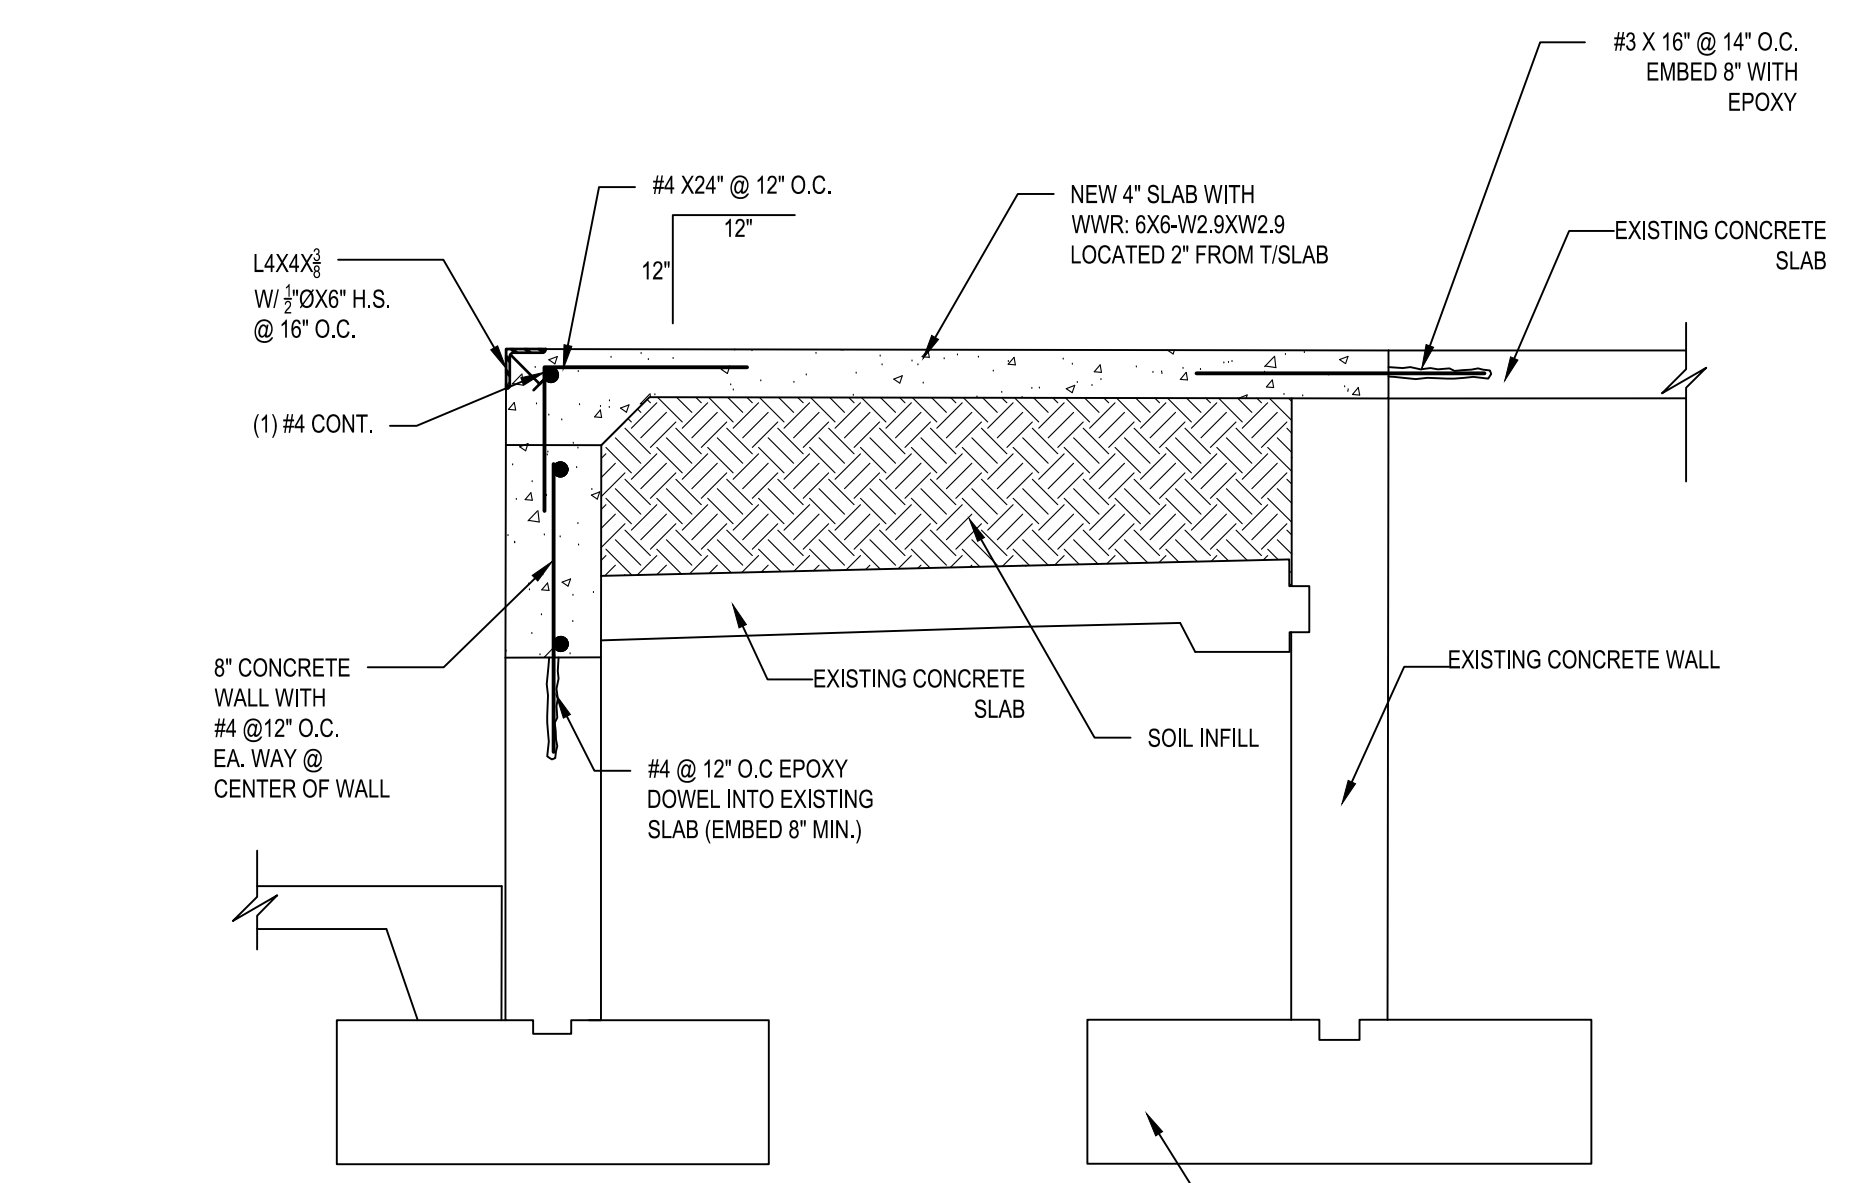 #3 X 16" @ 14" O.C.
EMBED 8" WITH
EPOXY
#4 X24" @ 12" O.C.
12"
12"
NEW 4" SLAB WITH
WWR: 6X6-W2.9XW2.9
LOCATED 2" FROM T/SLAB
EXISTING CONCRETE
SLAB
L4X4X3/8
W/ 1/2"ØX6" H.S.
@ 16" O.C.
(1) #4 CONT.
8" CONCRETE
WALL WITH
#4 @12" O.C.
EA. WAY @
CENTER OF WALL
EXISTING CONCRETE
SLAB
SOIL INFILL
EXISTING CONCRETE WALL
#4 @ 12" O.C EPOXY
DOWEL INTO EXISTING
SLAB (EMBED 8" MIN.)